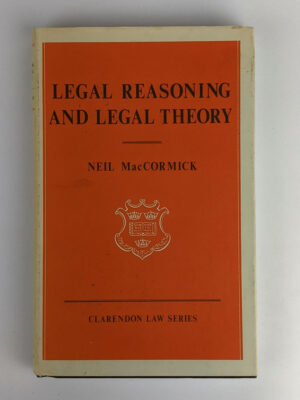 LEGAL REASONING
AND LEGAL THEORY
NEIL MacCORMICK
CLARENDON LAW SERIES